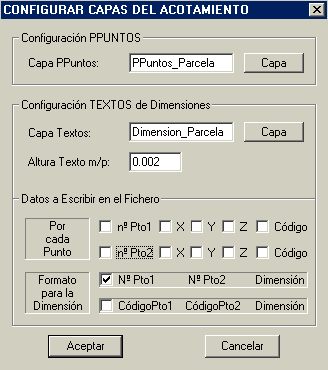 CONFIGURAR CAPAS DEL ACOTAMIENTO
Configuración PPUNTOS
Capa PPuntos: PPuntos_Parcela Capa
Configuración TEXTOS de Dimensiones
Capa Textos: Dimension_Parcela Capa
Altura Texto m/p: 0.002
Datos a Escribir en el Fichero
Por
cada
Punto
nº Pto1 X Y Z Código
nº Pto2 X Y Z Código
Formato
para la
Dimensión
Nº Pto1 Nº Pto2 Dimensión
CódigoPto1 CódigoPto2 Dimensión
Aceptar Cancelar